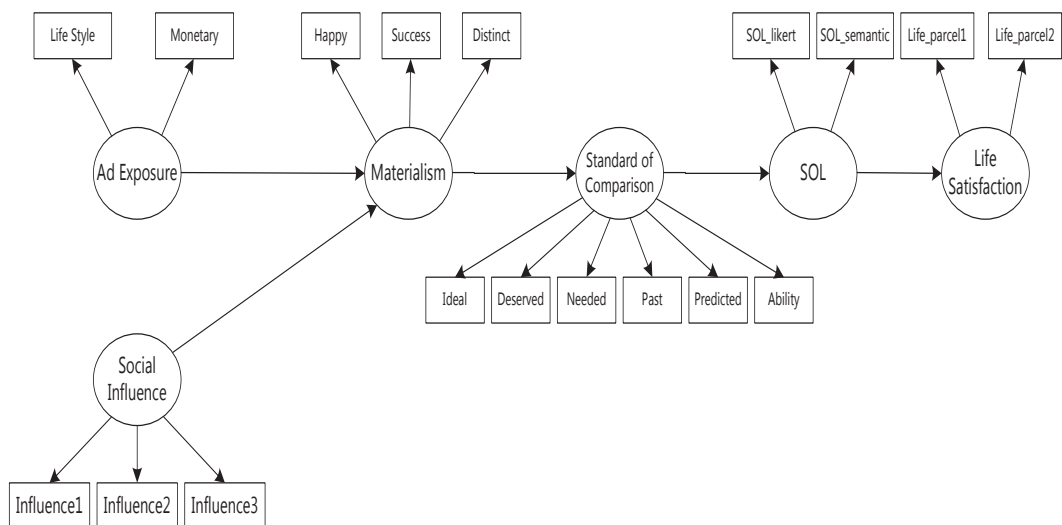 Life Style
Monetary
Happy
Success
Distinct
SOL_likert
SOL_semantic
Life_parcel1
Life_parcel2
Ad Exposure
Materialism
Standard of
Comparison
SOL
Life
Satisfaction
Ideal
Deserved
Needed
Past
Predicted
Ability
Social
Influence
Influence1
Influence2
Influence3